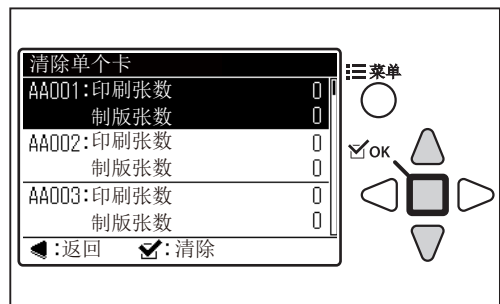 清除单个卡
AA001:印刷张数 0
制版张数 0
AA002:印刷张数 0
制版张数 0
AA003:印刷张数 0
制版张数 0
:返回 :清除
菜单
OK